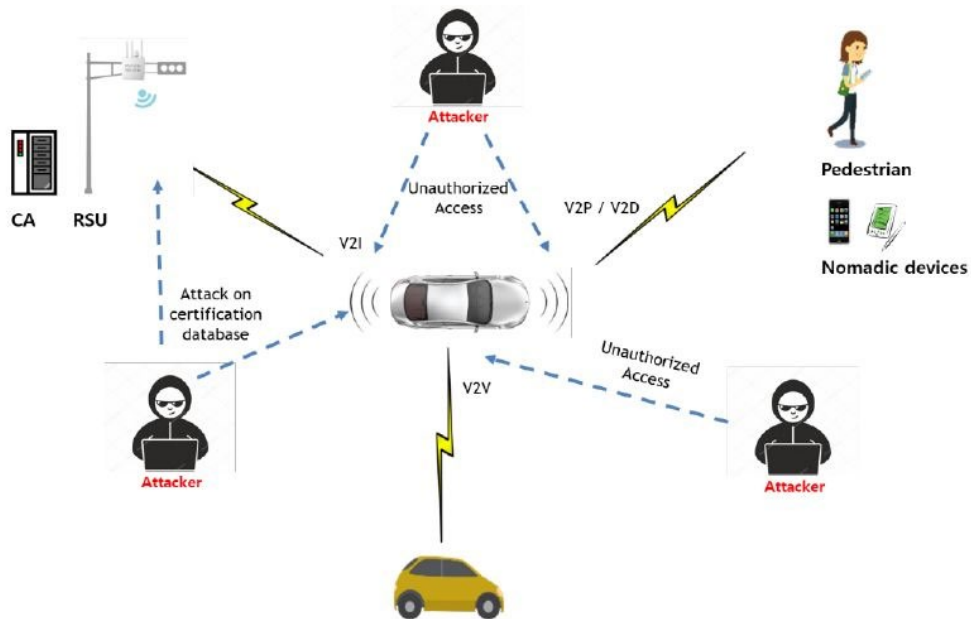 Attacker
Unauthorized
Access
Pedestrian
V2P / V2D
CA
RSU
V2I
Nomadic devices
Attack on
certification
database
Unauthorized
Access
V2V
Attacker
Attacker